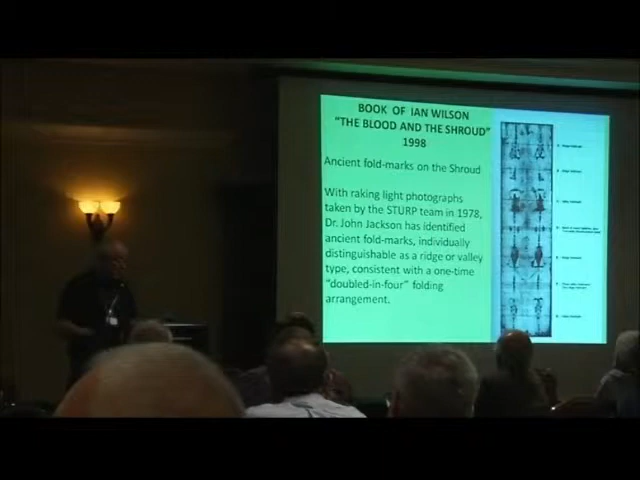 BOOK OF IAN WILSON
"THE BLOOD AND THE SHROUD"
1998
Ancient fold-marks on the Shroud
With raking light photographs
taken by the STURP team in 1978,
Dr. John Jackson has identified
ancient fold-marks, individually
distinguishable as a ridge or valley
type, consistent with a one-time
"doubled-in-four" folding
arrangement.